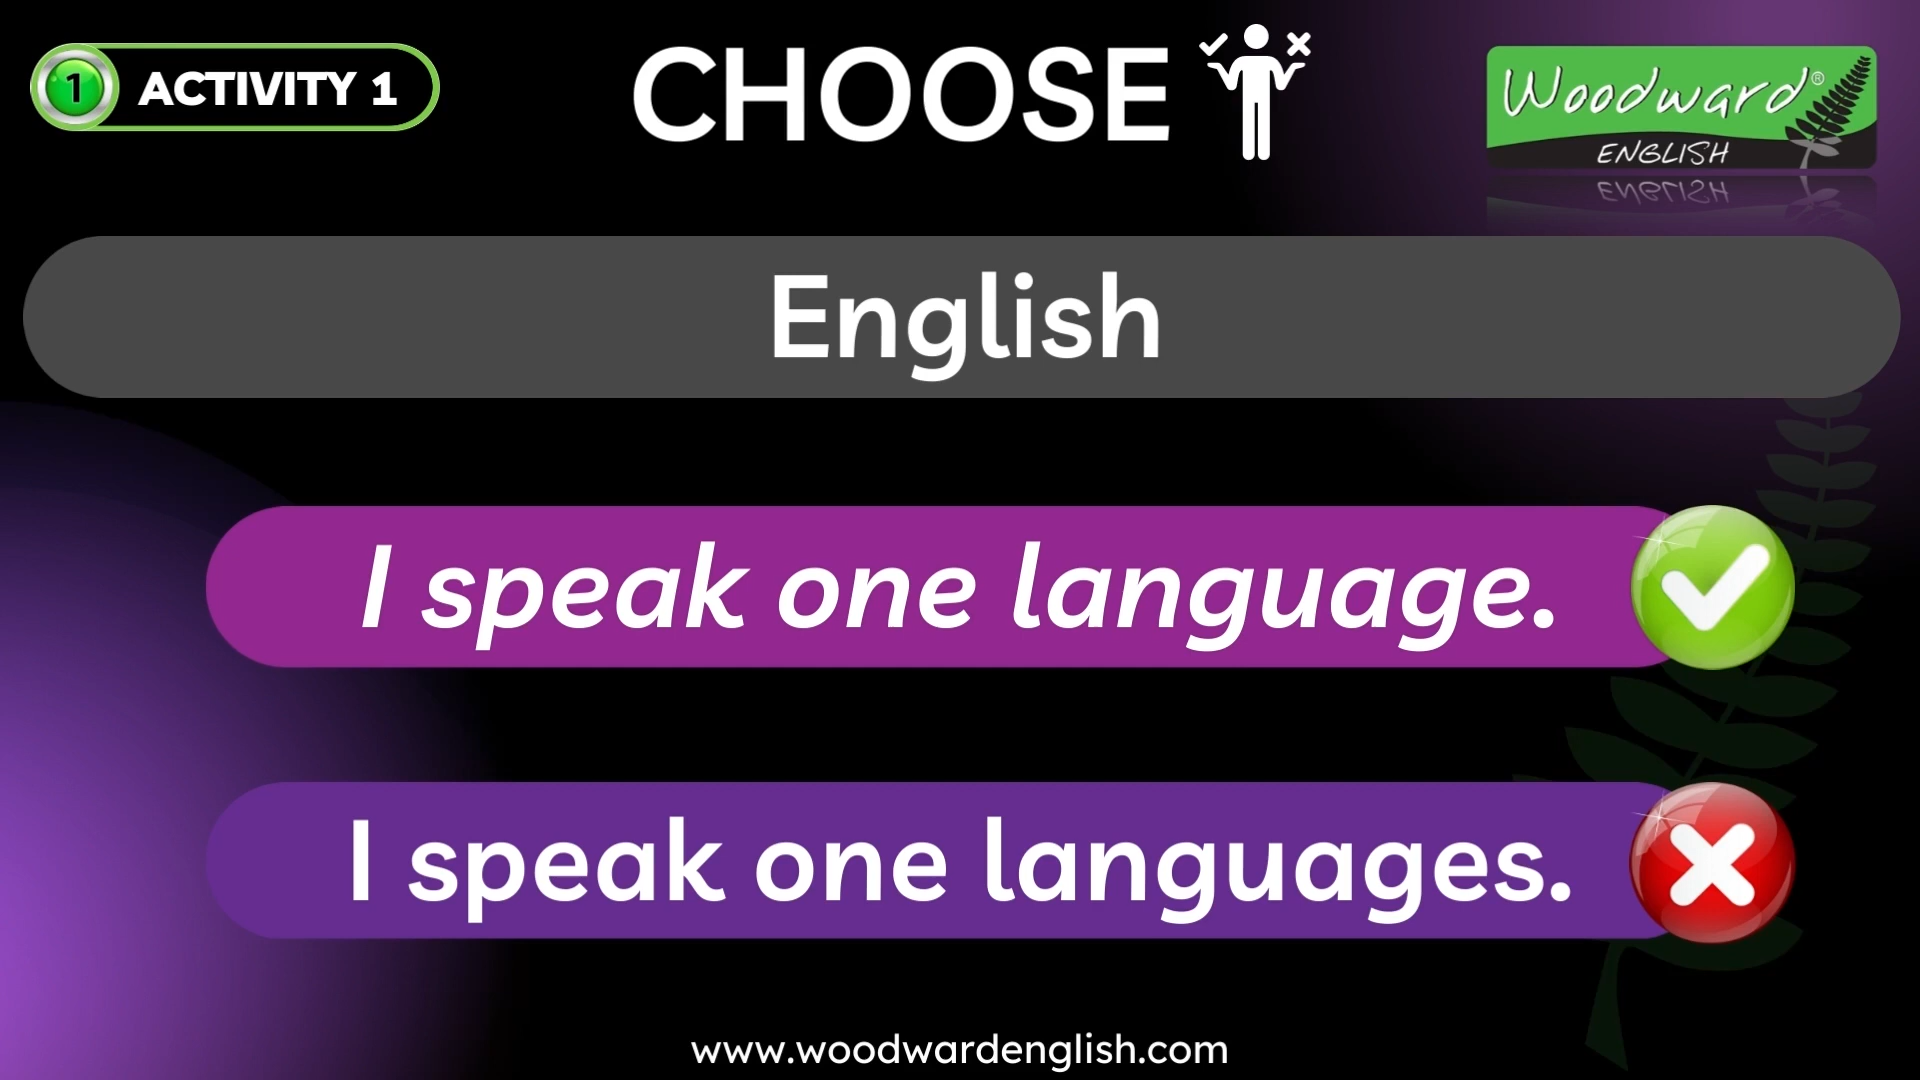 1 ACTIVITY 1
CHOOSE
Woodward®
ENGLISH
English
I speak one language.
I speak one languages.
www.woodwardenglish.com